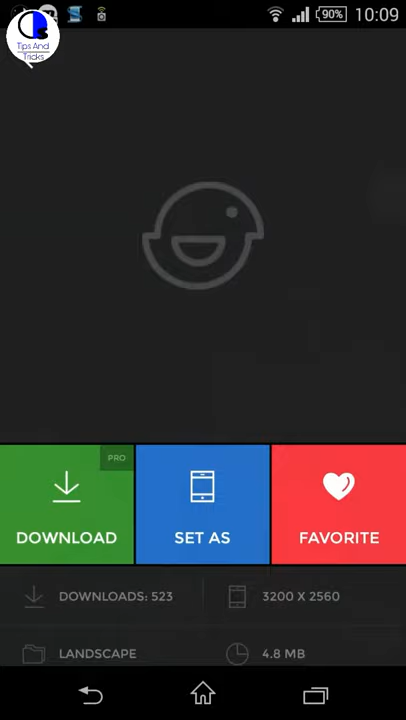 90%
10:09
Tips And
Tricks
PRO
DOWNLOAD
SET AS
FAVORITE
DOWNLOADS: 523
3200 X 2560
LANDSCAPE
4.8 MB